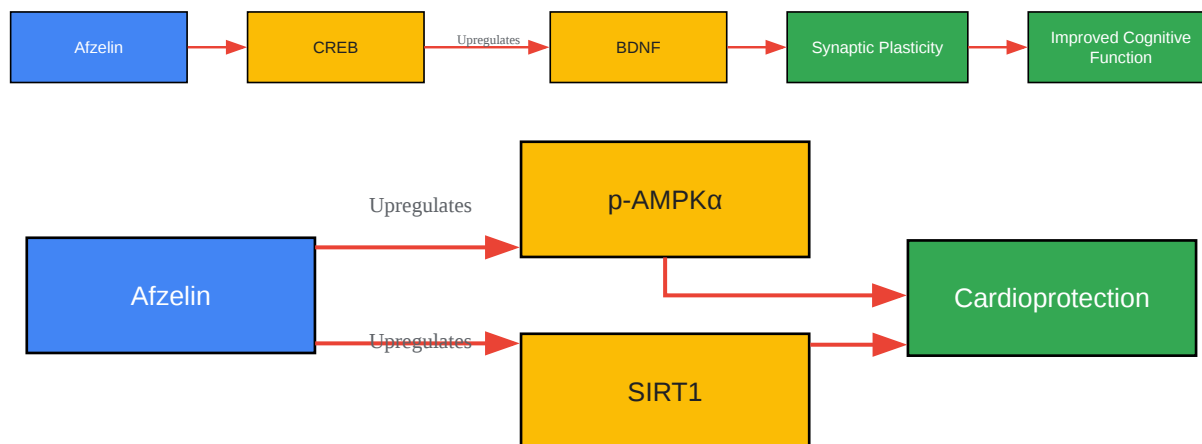 Afzelin
CREB
Upregulates
BDNF
Synaptic Plasticity
Improved Cognitive
Function
Upregulates
p-AMPKα
Afzelin
Cardioprotection
Upregulates
SIRT1